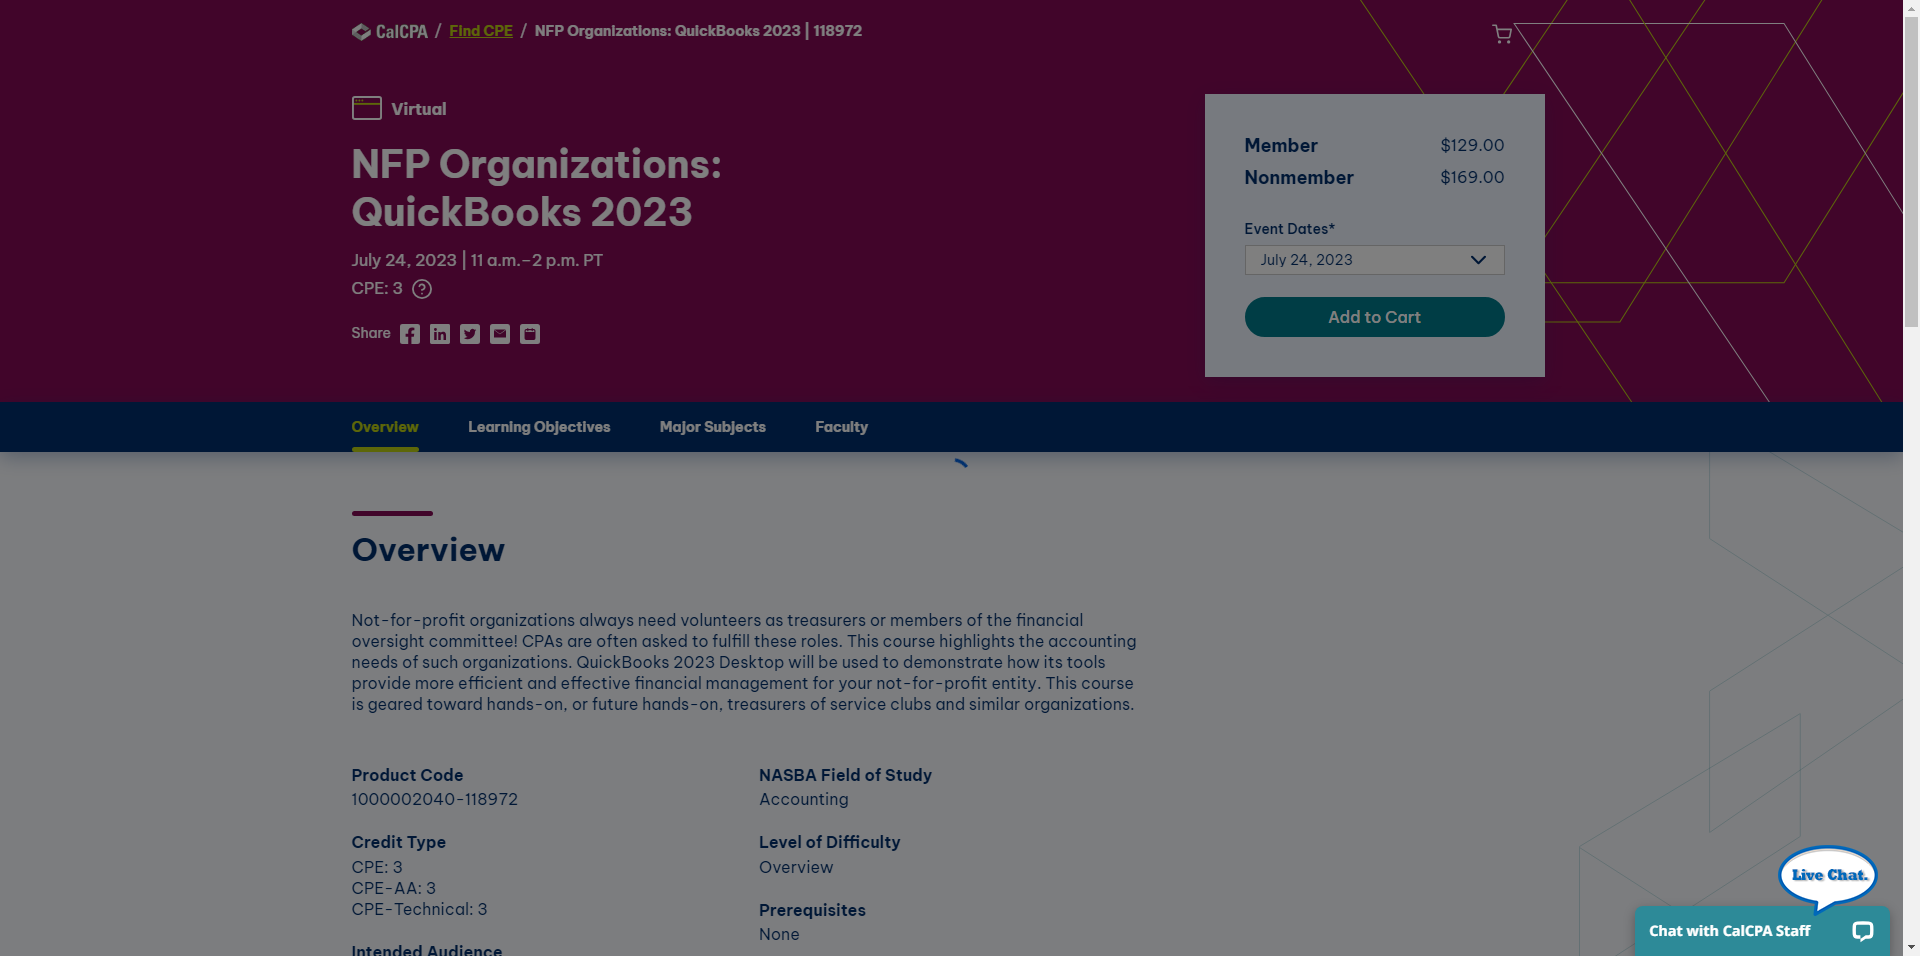 CalCPA / Find CPE / NFP Organizations: QuickBooks 2023 | 118972
Virtual
NFP Organizations:
QuickBooks 2023
July 24, 2023 | 11 a.m.–2 p.m. PT
CPE: 3
Share
Member $129.00
Nonmember $169.00
Event Dates*
July 24, 2023
Add to Cart
Overview Learning Objectives Major Subjects Faculty
Overview
Not-for-profit organizations always need volunteers as treasurers or members of the financial
oversight committee! CPAs are often asked to fulfill these roles. This course highlights the accounting
needs of such organizations. QuickBooks 2023 Desktop will be used to demonstrate how its tools
provide more efficient and effective financial management for your not-for-profit entity. This course
is geared toward hands-on, or future hands-on, treasurers of service clubs and similar organizations.
Product Code
1000002040-118972
Credit Type
CPE: 3
CPE-AA: 3
CPE-Technical: 3
Intended Audience
NASBA Field of Study
Accounting
Level of Difficulty
Overview
Prerequisites
None
Live Chat.
Chat with CalCPA Staff